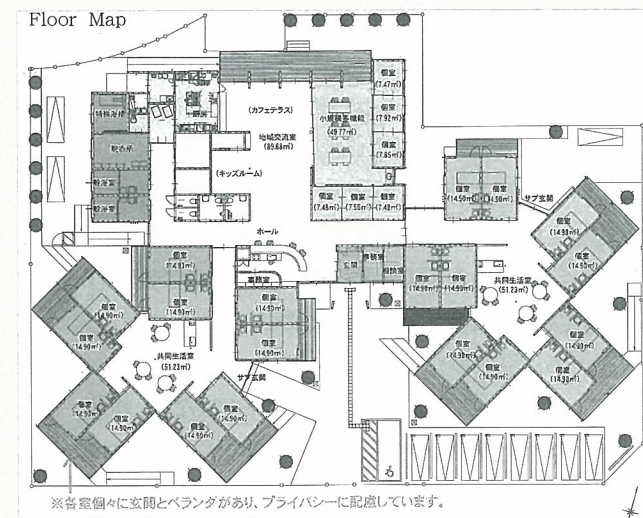 Floor Map
個室
(7.47㎡)
個室
(7.92㎡)
個室
(7.85㎡)
小規模多機能
(49.77㎡)
個室
(7.46㎡)
個室
(7.55㎡)
個室
(7.48㎡)
(カフェテラス)
地域交流室
(89.68㎡)
(キッズルーム)
ホール
厨房
特殊浴槽
脱衣所
般浴室
般浴室
玄関
事務室
相談室
事務室
個室
(14.90㎡)
個室
(14.90㎡)
個室
(14.90㎡)
個室
(14.90㎡)
個室
(14.90㎡)
個室
(14.90㎡)
共同生活室
(51.23㎡)
サブ玄関
個室
(14.90㎡)
個室
(14.90㎡)
個室
(14.90㎡)
個室
(14.90㎡)
個室
(14.90㎡)
個室
個室
(14.90㎡)
個室
(14.90㎡)
サブ玄関
個室
(14.90㎡)
個室
(14.90㎡)
共同生活室
(51.23㎡)
個室
(14.90㎡)
個室
(14.90㎡)
個室
(14.90㎡)
個室
(14.90㎡)
※各室個々に玄関とベランダがあり、プライバシーに配慮しています。